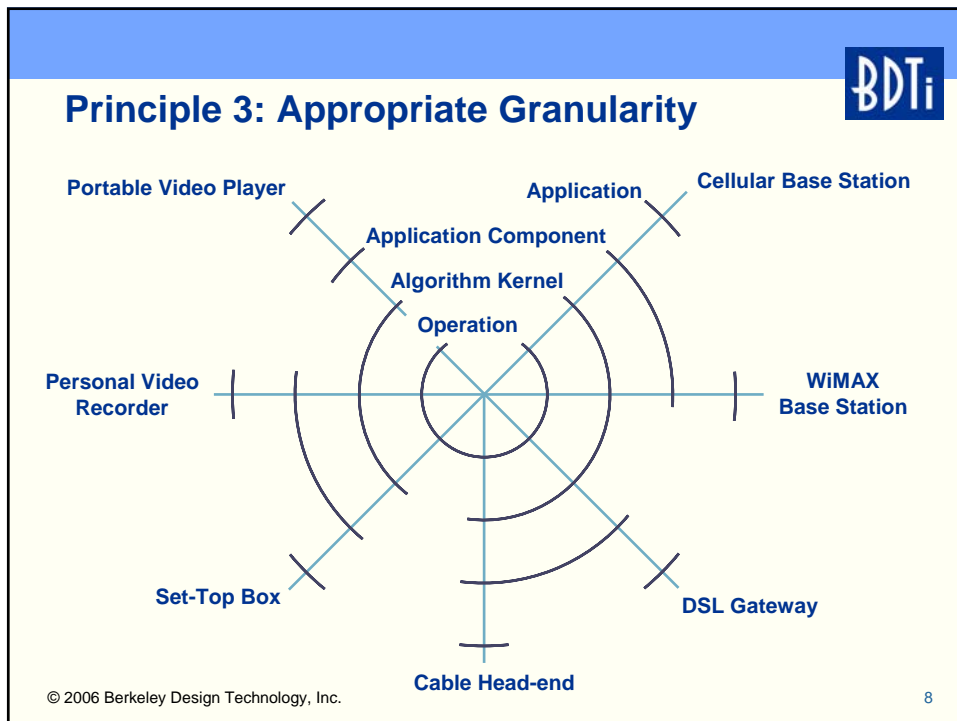 BDTi
Principle 3: Appropriate Granularity
Portable Video Player
Application
Cellular Base Station
Application Component
Algorithm Kernel
Operation
Personal Video
Recorder
WiMAX
Base Station
Set-Top Box
DSL Gateway
Cable Head-end
© 2006 Berkeley Design Technology, Inc.
8